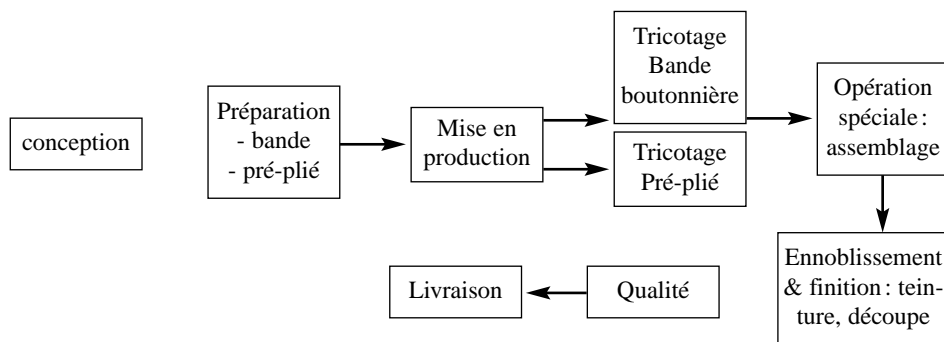 conception
Préparation
- bande
- pré-plié
Mise en
production
Tricotage
Bande
boutonnière
Tricotage
Pré-plié
Opération
spéciale :
assemblage
Ennoblissement
& finition : tein-
ture, découpe
Qualité
Livraison